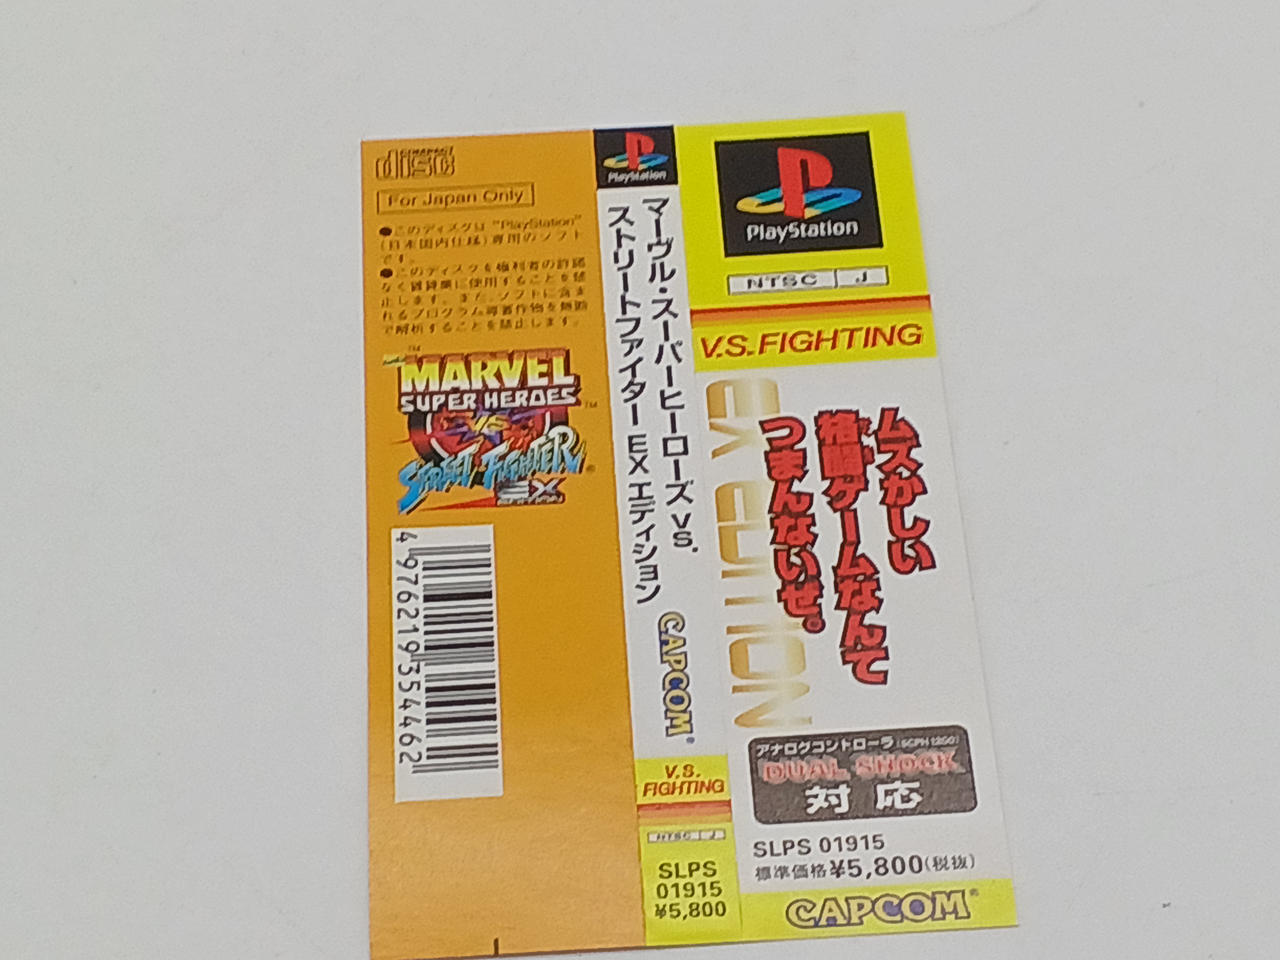 COMPACT
disc
For Japan Only
●このディスクは“PlayStation”
(日本国内仕様)専用のソフト
です。
●このディスクを権利者の許諾
なく賃貸業に使用することを禁
止します。また、ソフトに含ま
れるプログラム等著作物を無断
で解析することを禁止します。
MARVEL
SUPER HEROES
VS
STREET FIGHTER
EX
EDITION
4976219354462
PlayStation
マーヴル・スーパーヒーローズ vs.
ストリートファイター EX エディション
CAPCOM
V.S.
FIGHTING
NTSC J
SLPS
01915
¥5,800
PlayStation
NTSC J
V.S.FIGHTING
EX EDITION
ムズかしい
格闘ゲームなんて
つまんないぜ。
アナログコントローラ(SCPH1200)
DUAL SHOCK
対応
SLPS 01915
標準価格¥5,800(税抜)
CAPCOM